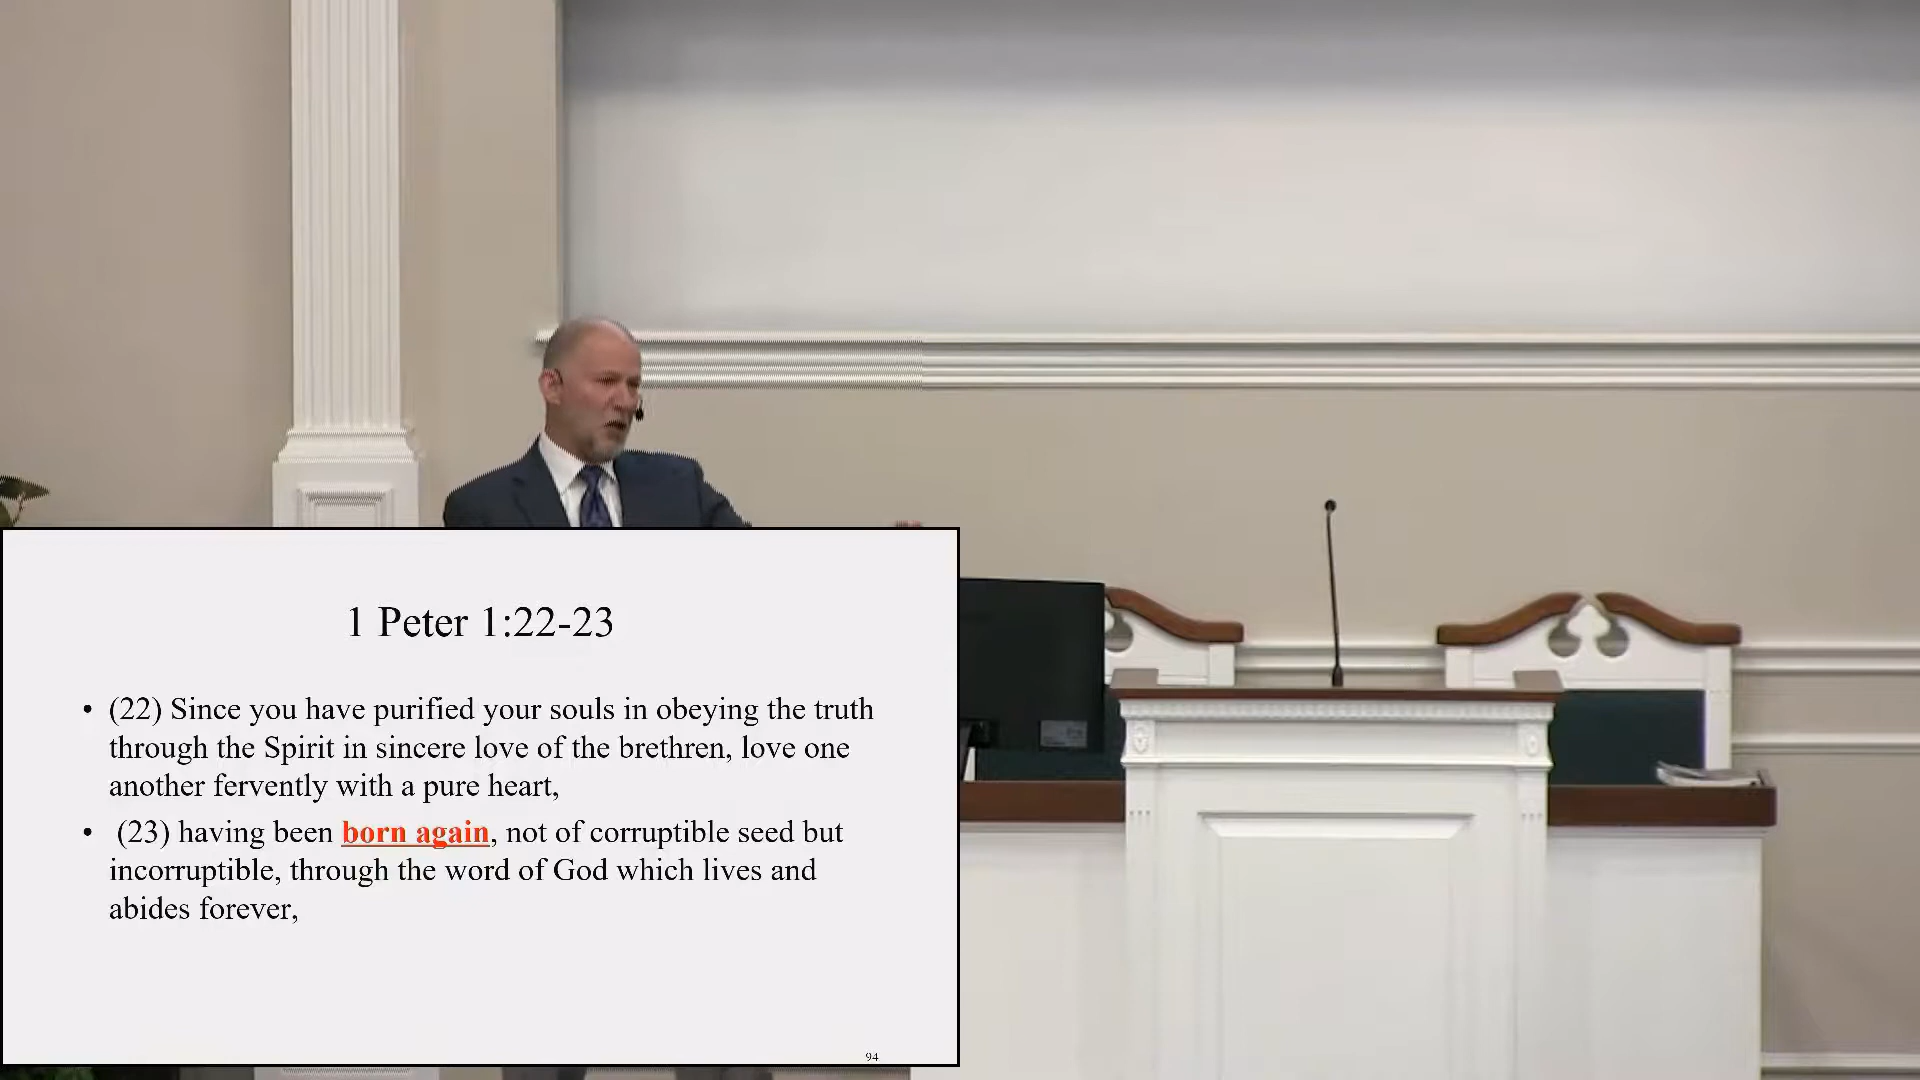 1 Peter 1:22-23
• (22) Since you have purified your souls in obeying the truth
through the Spirit in sincere love of the brethren, love one
another fervently with a pure heart,
• (23) having been born again, not of corruptible seed but
incorruptible, through the word of God which lives and
abides forever,
94